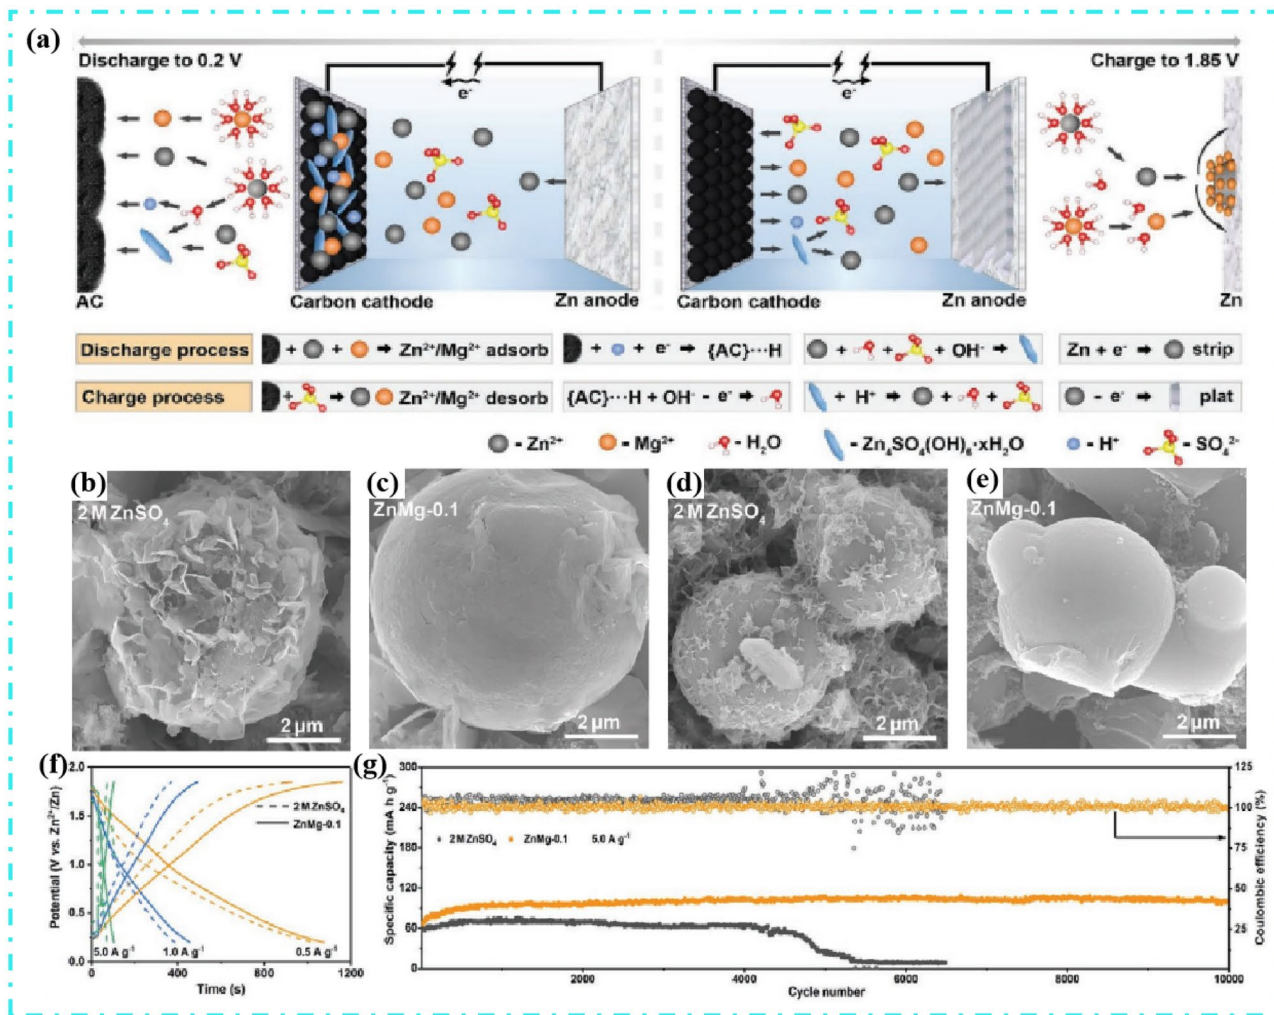 (a)
Discharge to 0.2 V
Charge to 1.85 V
e⁻
e⁻
AC
Carbon cathode
Zn anode
Carbon cathode
Zn anode
Zn
Discharge process
+ + → Zn²⁺/Mg²⁺ adsorb
+ + e⁻ → {AC}···H
+ + + OH⁻ →
Zn + e⁻ → strip
Charge process
+ → Zn²⁺/Mg²⁺ desorb
{AC}···H + OH⁻ - e⁻ →
+ H⁺ → + +
- e⁻ → plat
- Zn²⁺
- Mg²⁺
- H₂O
- Zn₄SO₄(OH)₆·xH₂O
- H⁺
- SO₄²⁻
(b)
2 M ZnSO₄
2 μm
(c)
ZnMg-0.1
2 μm
(d)
2 M ZnSO₄
2 μm
(e)
ZnMg-0.1
2 μm
(f)
Potential (V vs. Zn²⁺/Zn)
2.0
1.5
1.0
0.5
0.0
2 M ZnSO₄
ZnMg-0.1
5.0 A g⁻¹
1.0 A g⁻¹
0.5 A g⁻¹
0
400
800
1200
Time (s)
(g)
Specific capacity (mA h g⁻¹)
300
240
180
120
60
0
2 M ZnSO₄
ZnMg-0.1
5.0 A g⁻¹
125
100
75
50
25
0
Coulombic efficiency (%)
2000
4000
6000
8000
10000
Cycle number